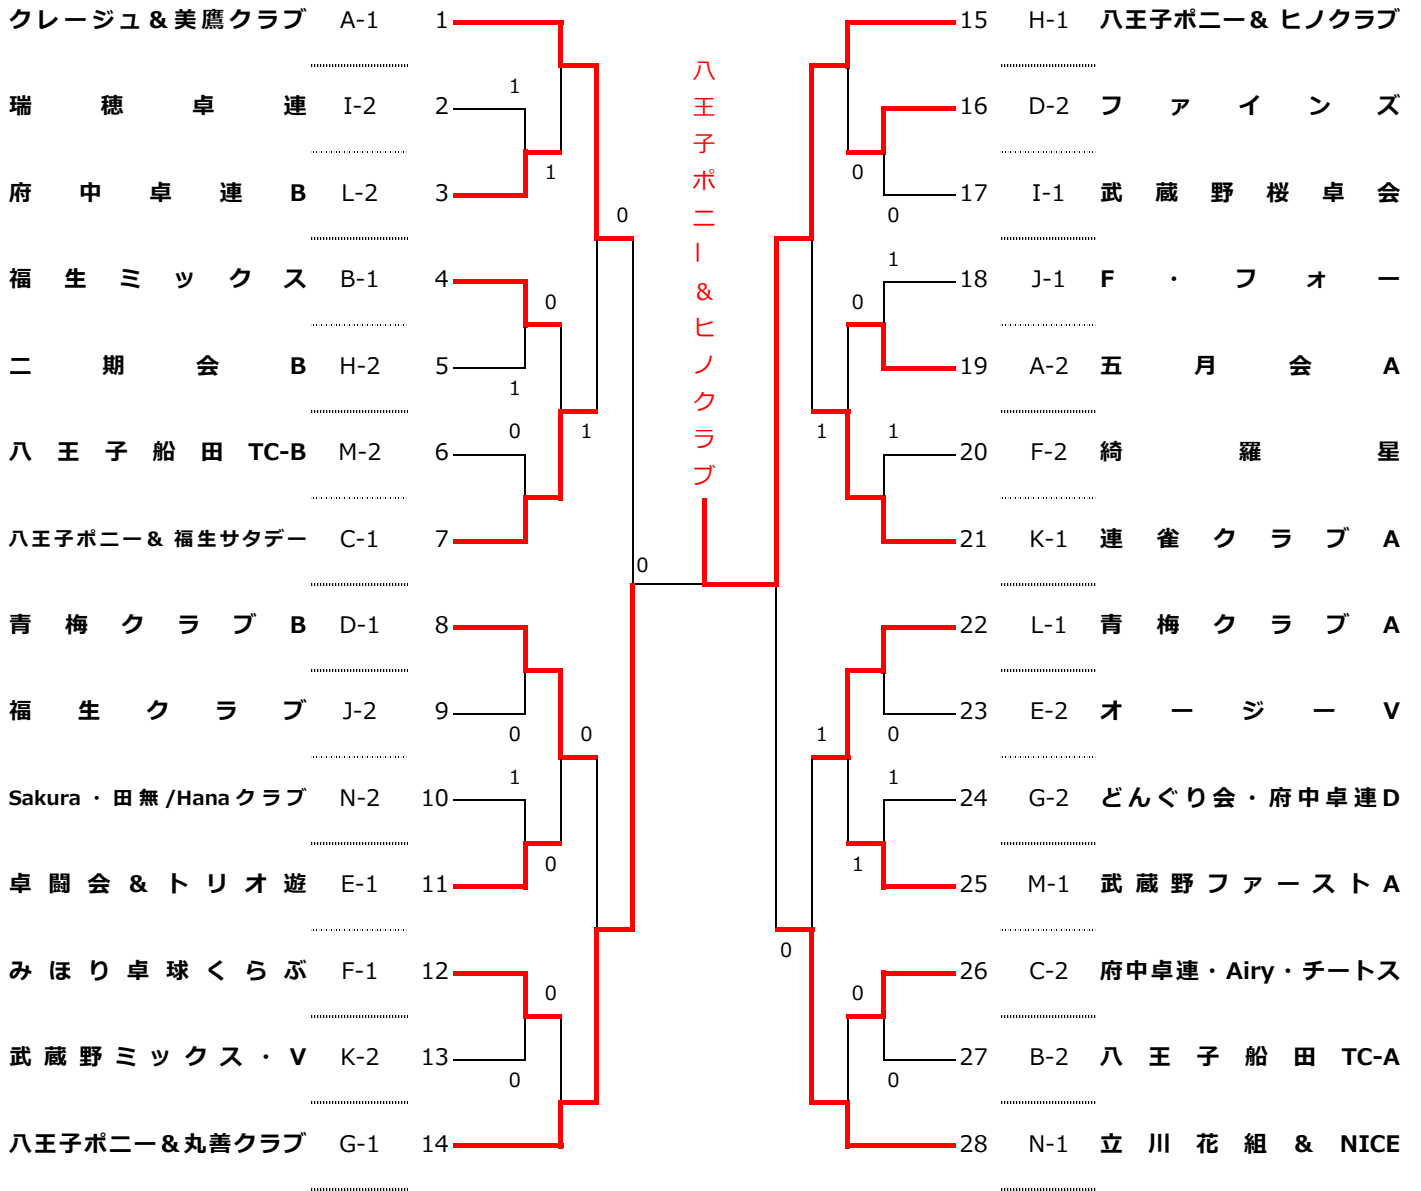 クレージュ&美鷹クラブ A-1 1
瑞穂卓連 I-2 2
府中卓連B L-2 3
福生ミックス B-1 4
二期会B H-2 5
八王子船田TC-B M-2 6
八王子ポニー& 福生サタデー C-1 7
青梅クラブB D-1 8
福生クラブ J-2 9
Sakura・田無/Hanaクラブ N-2 10
卓闘会&トリオ遊 E-1 11
みほり卓球くらぶ F-1 12
武蔵野ミックス・V K-2 13
八王子ポニー&丸善クラブ G-1 14
1
1
0
0
1
0
1
0
0
0
1
0
0
0
八王子ポニー&ヒノクラブ
15 H-1 八王子ポニー& ヒノクラブ
16 D-2 ファインズ
17 I-1 武蔵野桜卓会
18 J-1 F・フォー
19 A-2 五月会A
20 F-2 綺羅星
21 K-1 連雀クラブA
22 L-1 青梅クラブA
23 E-2 オージーV
24 G-2 どんぐり会・府中卓連D
25 M-1 武蔵野ファーストA
26 C-2 府中卓連・Airy・チートス
27 B-2 八王子船田TC-A
28 N-1 立川花組&NICE
0
0
1
0
1
1
1
0
1
1
0
0
0